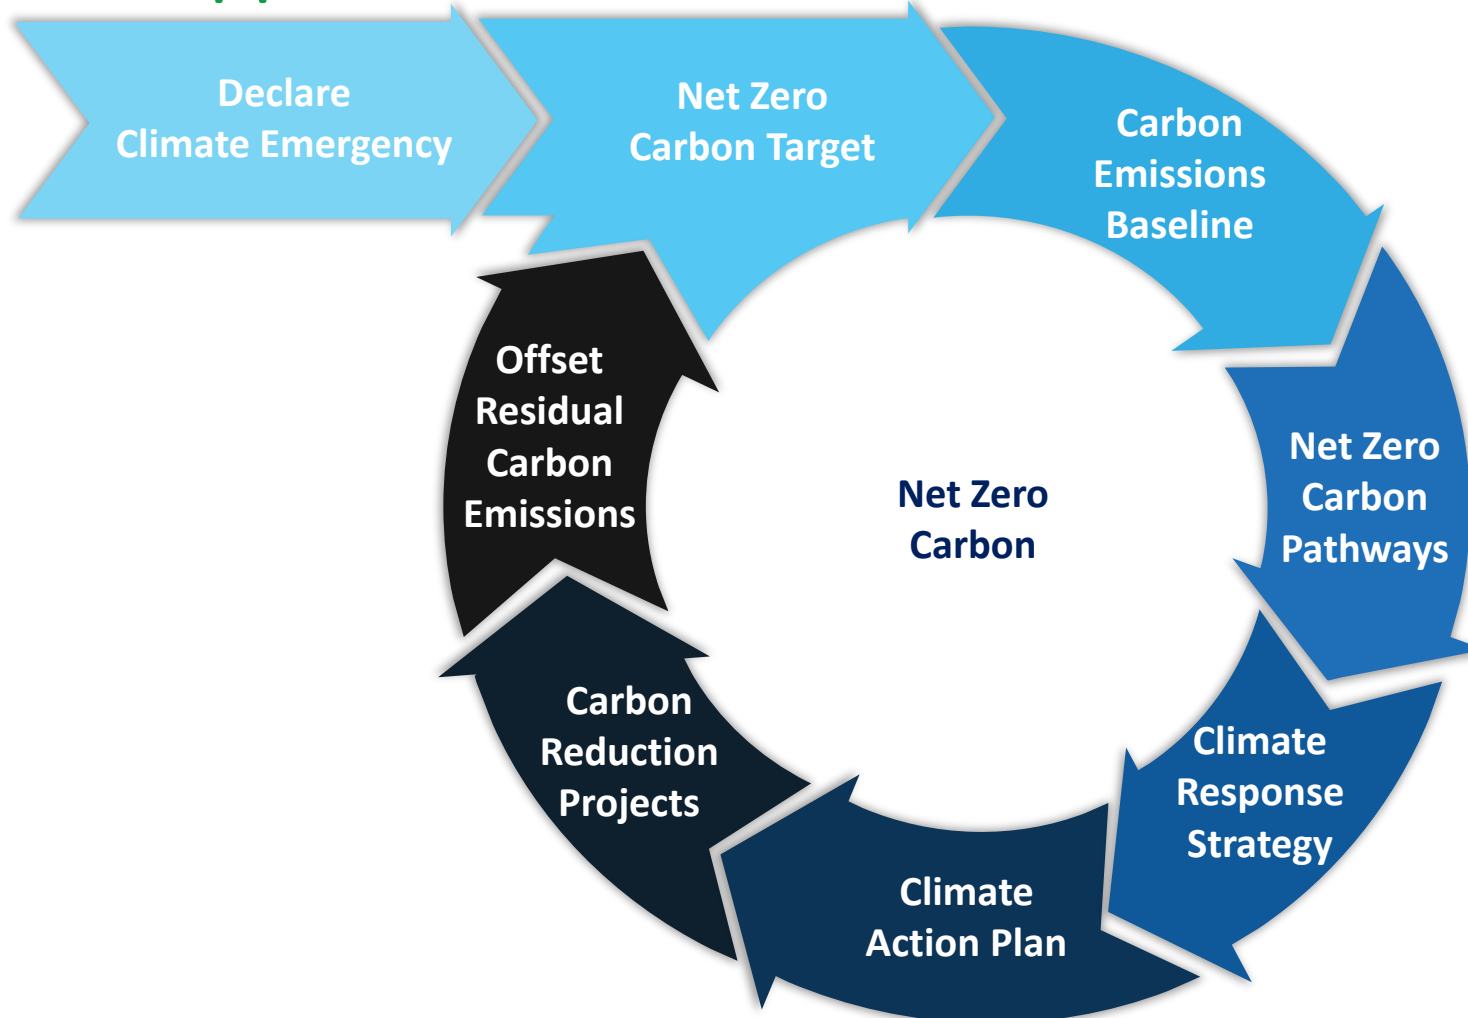 Declare
Climate Emergency
Net Zero
Carbon Target
Carbon
Emissions
Baseline
Net Zero
Carbon
Pathways
Climate
Response
Strategy
Climate
Action Plan
Carbon
Reduction
Projects
Offset
Residual
Carbon
Emissions
Net Zero
Carbon